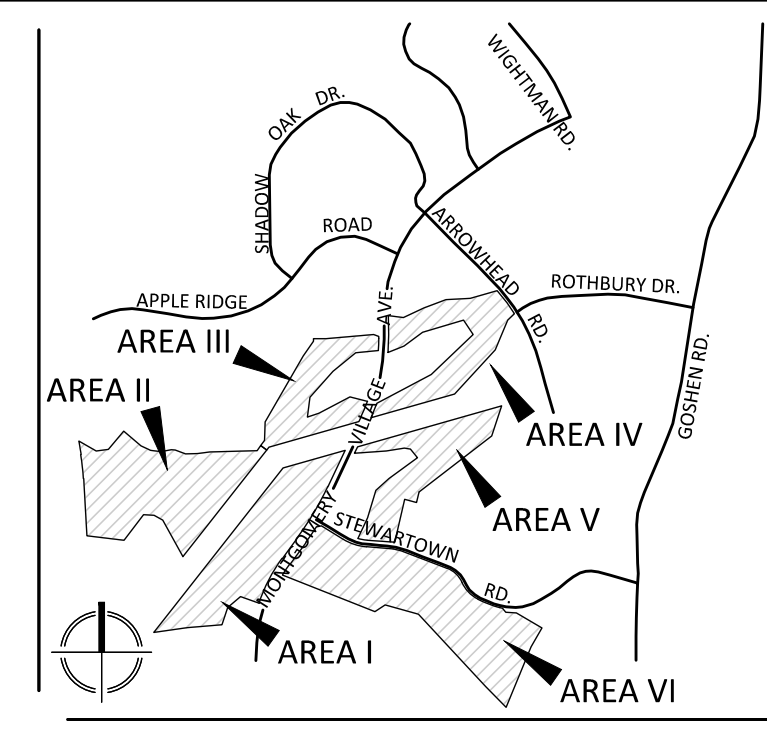 WIGHTMAN RD.
SHADOW OAK DR.
APPLE RIDGE ROAD
ARROWHEAD RD.
ROTHBURY DR.
GOSHEN RD.
MONTGOMERY VILLAGE AVE.
AREA III
AREA II
AREA IV
AREA V
STEWARTOWN RD.
AREA I
AREA VI